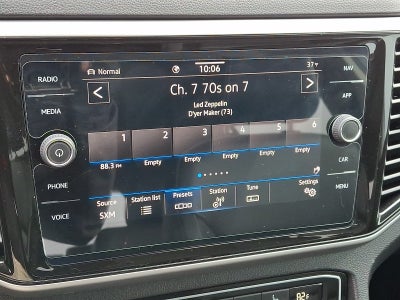 RADIO
MEDIA
PHONE
VOICE
Normal
10:06
37
Ch. 7 70s on 7
Led Zeppelin
D'yer Maker (73)
1 2 3 4 5 6
88.3 FM Empty Empty Empty Empty Empty
Source Station list Presets Station Tune Settings
SXM
NAV
APP
CAR
MENU
82